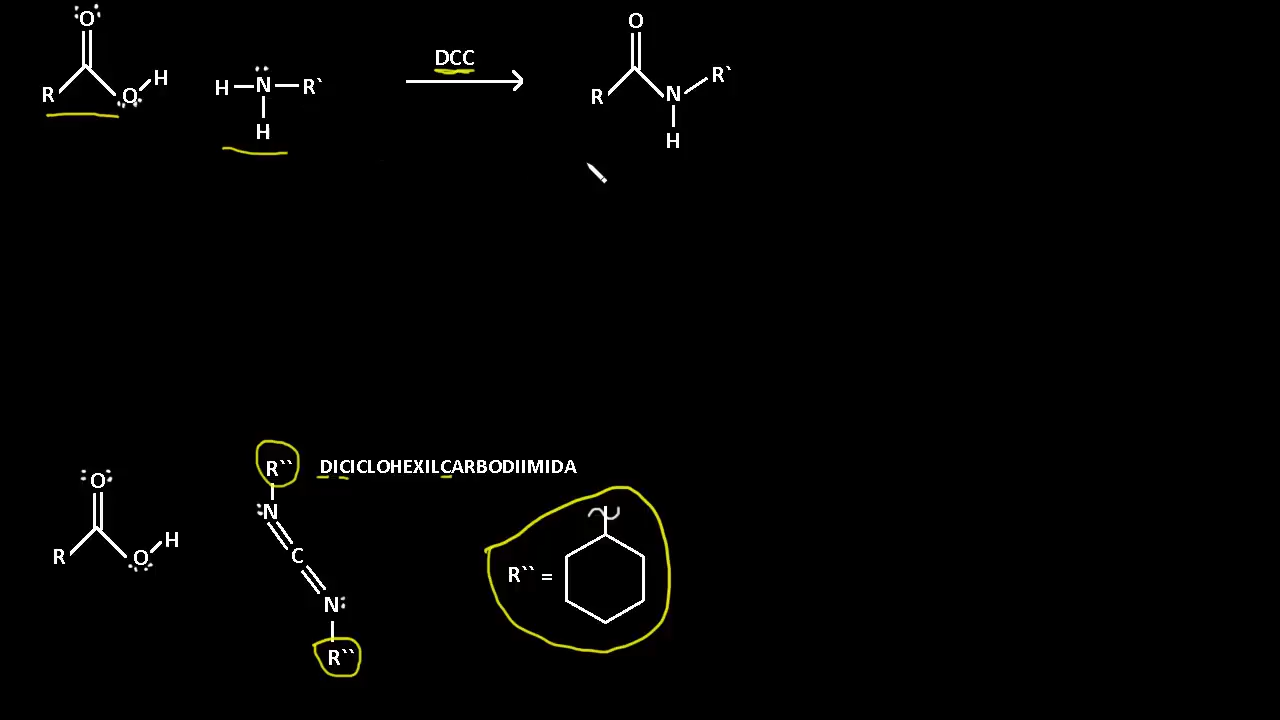 O
R O H
H N R`
H
DCC
O
R N R`
H
R`` DICICLOHEXILCARBODIIMIDA
O
R O H
N
C
N
R``
R`` =